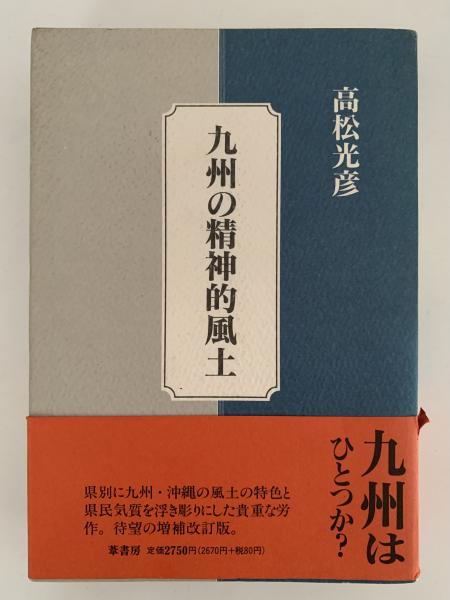 高松光彦
九州の精神的風土
九州は
ひとつか?
県別に九州・沖縄の風土の特色と
県民気質を浮き彫りにした貴重な労
作。待望の増補改訂版。
葦書房 定価2750円(2670円+税80円)